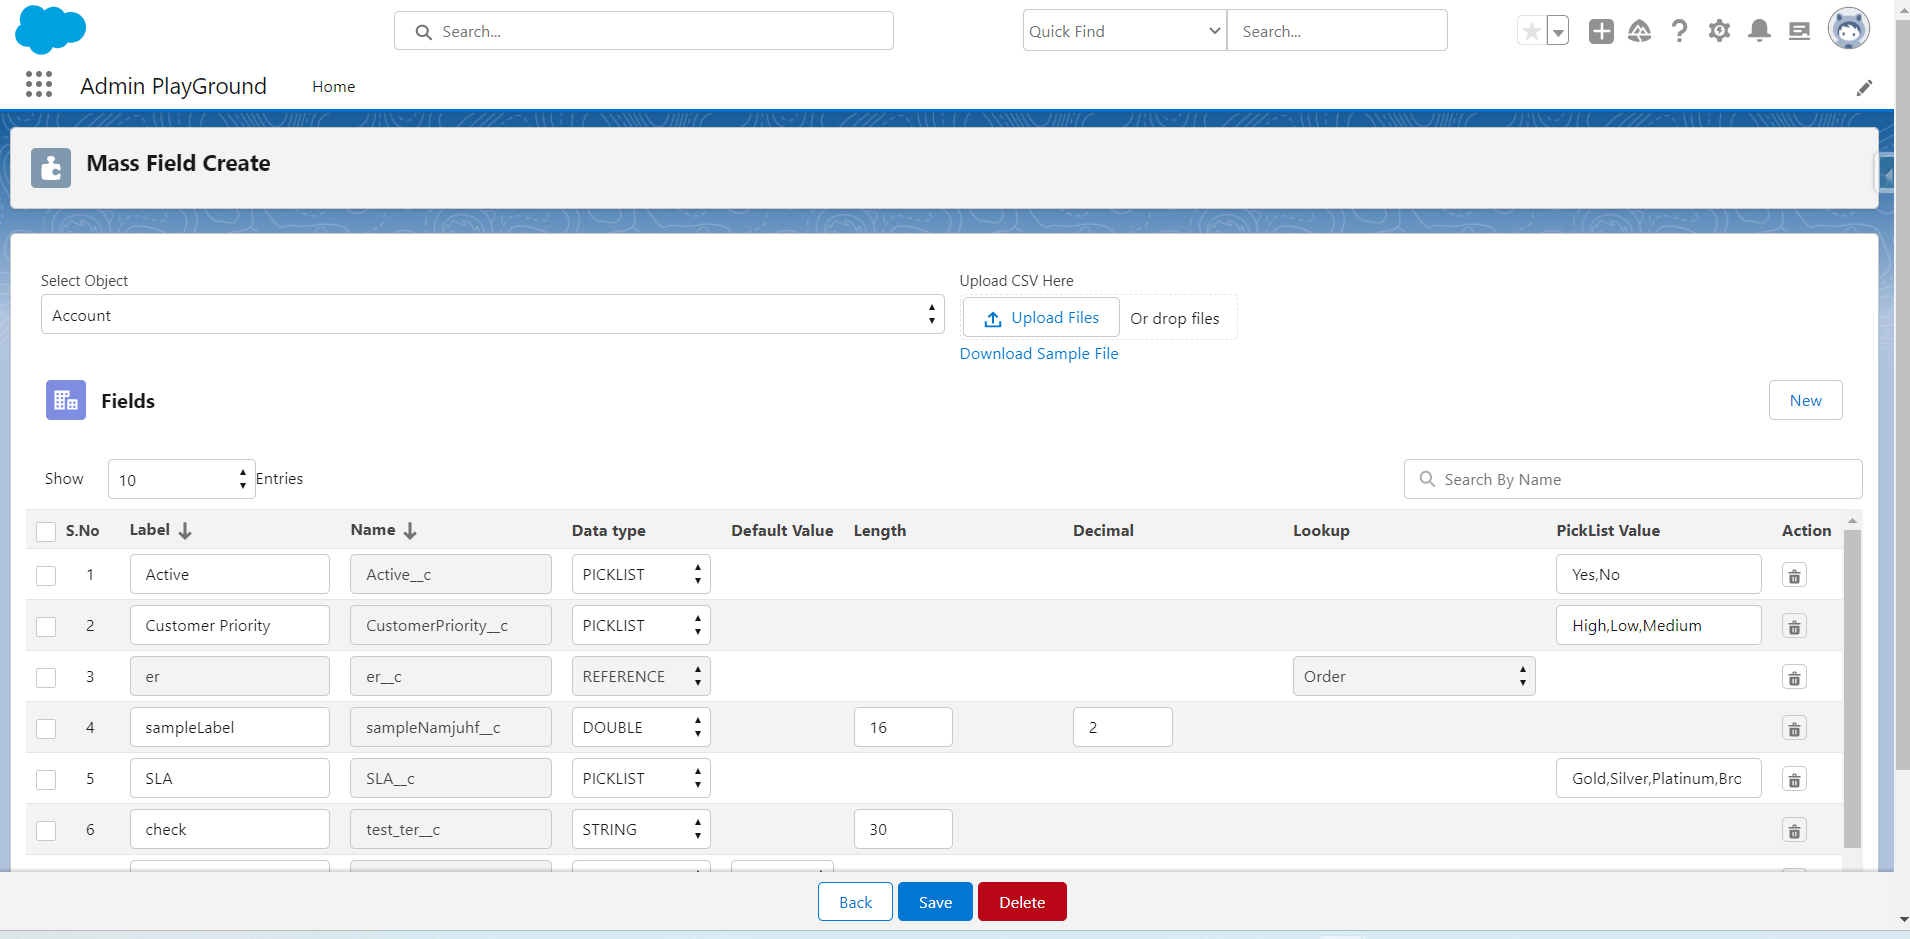 Search...
Quick Find
Search...
Admin PlayGround
Home
Mass Field Create
Select Object
Account
Upload CSV Here
Upload Files
Or drop files
Download Sample File
Fields
New
Show 10 Entries
Search By Name
S.No Label Name Data type Default Value Length Decimal Lookup PickList Value Action
1 Active Active__c PICKLIST Yes,No
2 Customer Priority CustomerPriority__c PICKLIST High,Low,Medium
3 er er__c REFERENCE Order
4 sampleLabel sampleNamjuhf__c DOUBLE 16 2
5 SLA SLA__c PICKLIST Gold,Silver,Platinum,Bro
6 check test_ter__c STRING 30
Back Save Delete